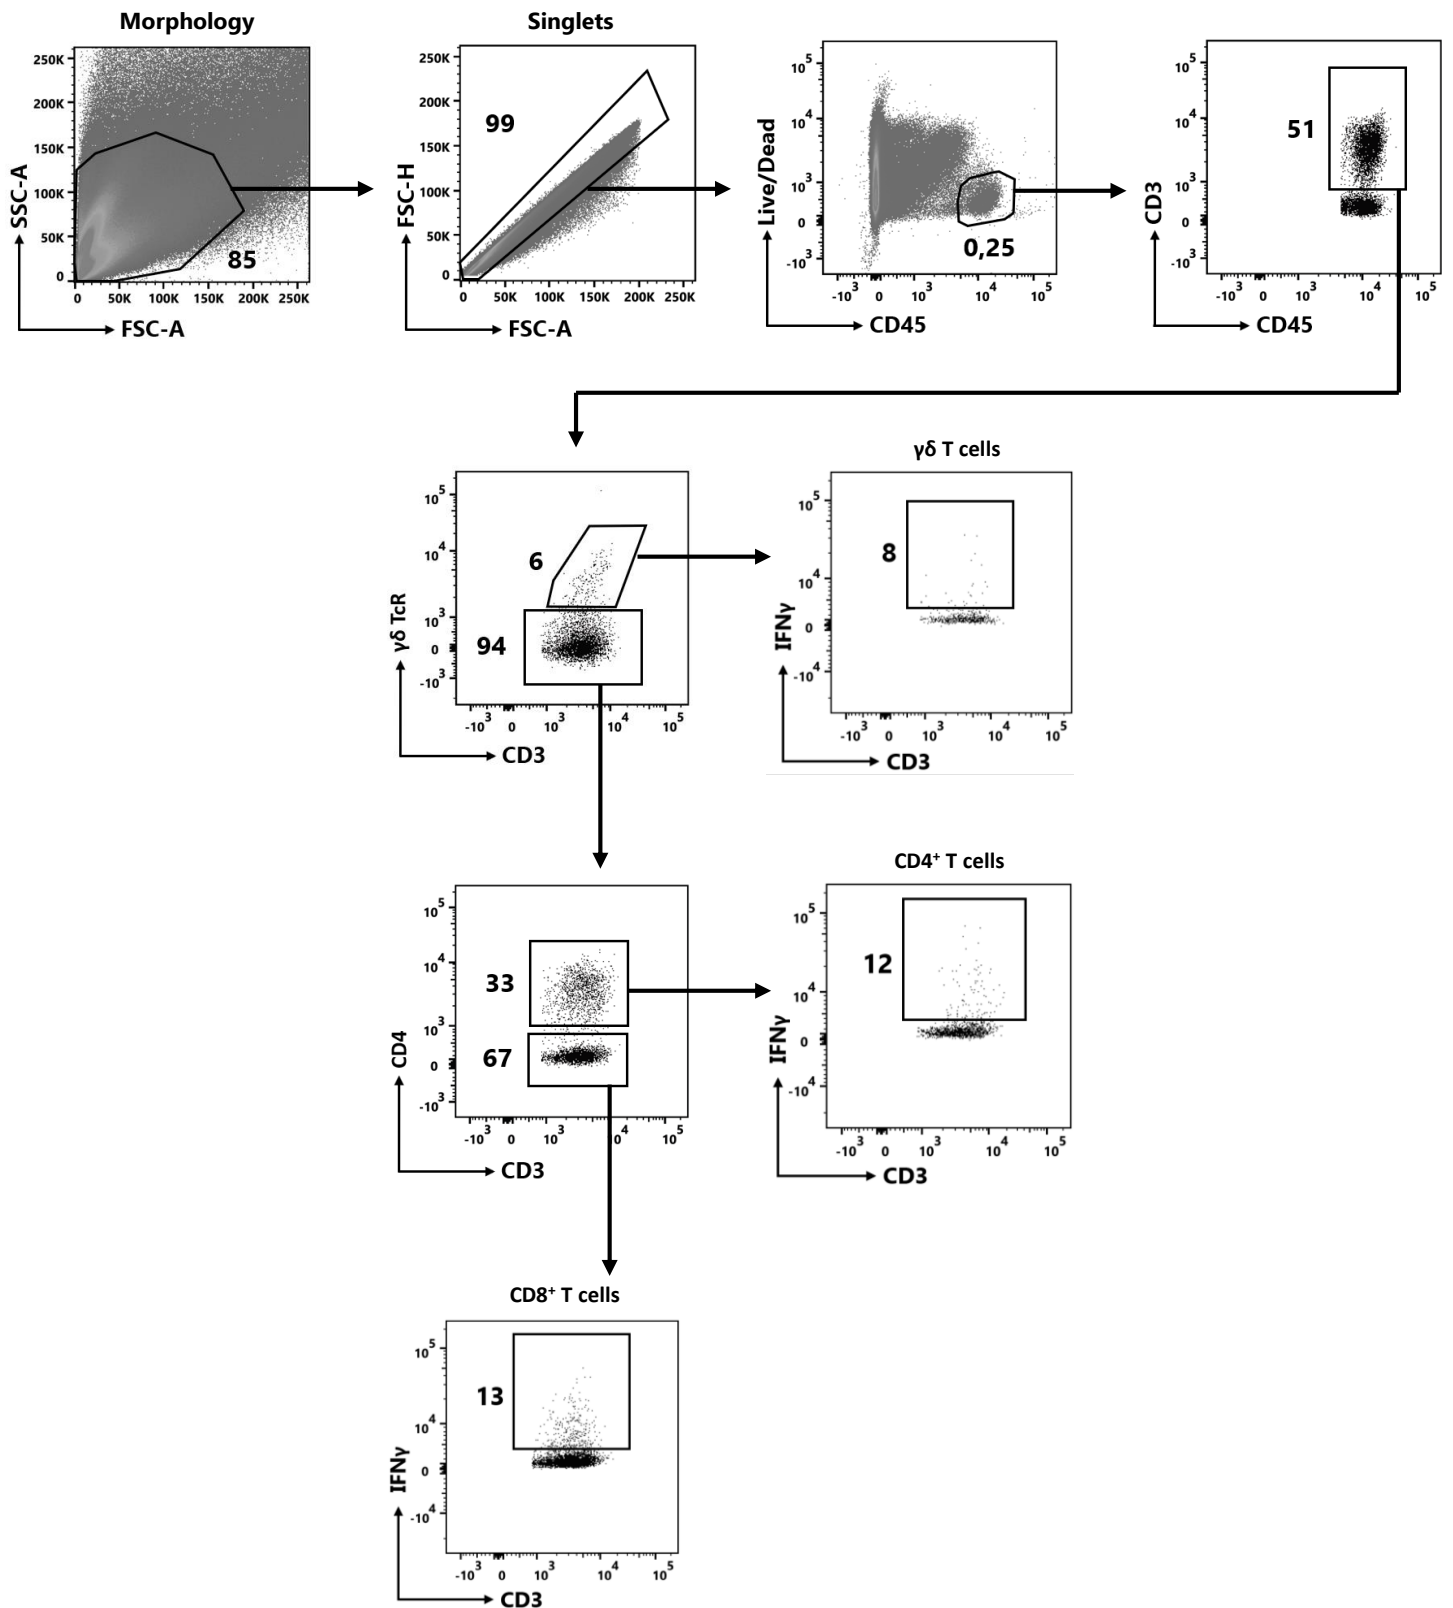 Morphology
250K
200K
150K
100K
50K
0
SSC-A
85
0 50K 100K 150K 200K 250K
FSC-A
Singlets
250K
200K
150K
100K
50K
0
FSC-H
99
0 50K 100K 150K 200K 250K
FSC-A
10^5
10^4
10^3
0
-10^3
Live/Dead
0,25
-10^3 0 10^3 10^4 10^5
CD45
10^5
10^4
10^3
0
-10^3
CD3
51
-10^3 0 10^3 10^4 10^5
CD45
10^5
10^4
10^3
0
-10^3
γδ TcR
6
94
-10^3 0 10^3 10^4 10^5
CD3
γδ T cells
10^5
10^4
0
-10^4
IFNγ
8
-10^3 0 10^3 10^4 10^5
CD3
10^5
10^4
10^3
0
-10^3
CD4
33
67
-10^3 0 10^3 0^4 10^5
CD3
CD4⁺ T cells
10^5
10^4
0
-10^4
IFNγ
12
-10^3 0 10^3 10^4 10^5
CD3
CD8⁺ T cells
10^5
10^4
0
-10^4
IFNγ
13
-10^3 0 10^3 10^4 10^5
CD3